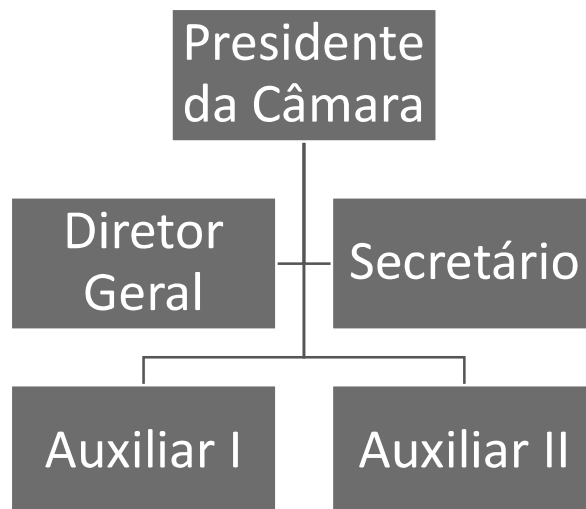 Presidente
da Câmara
Diretor
Geral
Secretário
Auxiliar I
Auxiliar II